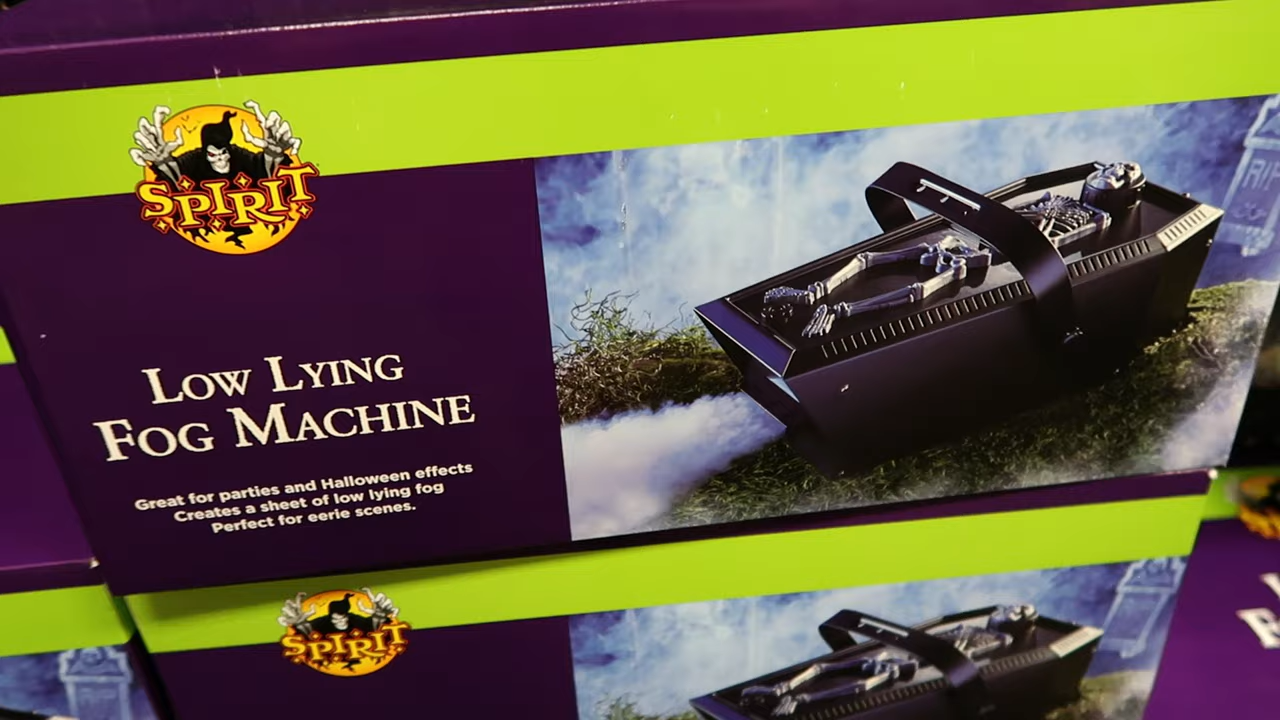 SPIRIT
LOW LYING
FOG MACHINE
Great for parties and Halloween effects
Creates a sheet of low lying fog
Perfect for eerie scenes.
RIP
SPIRIT